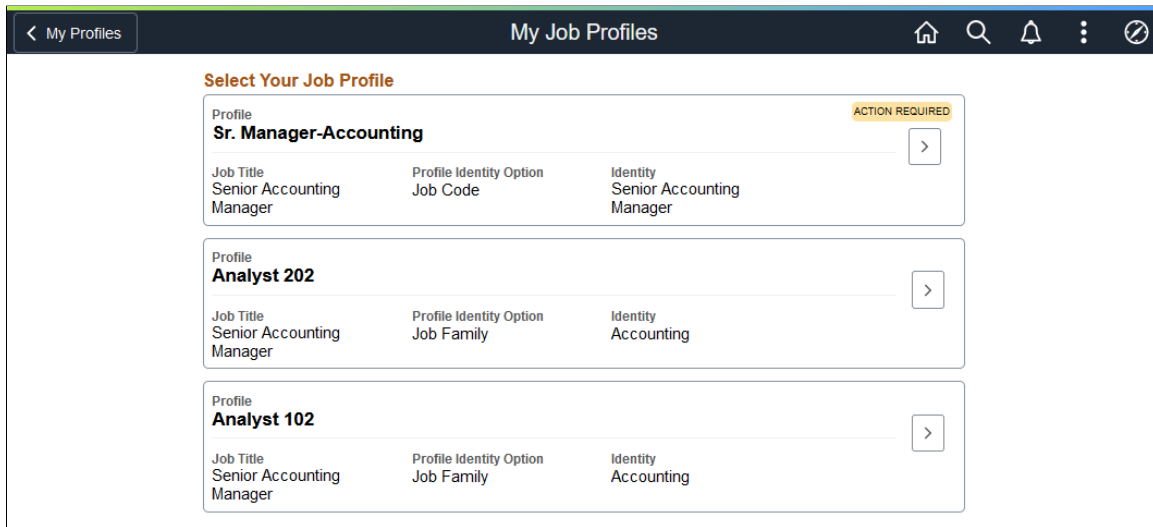 My Profiles
My Job Profiles
Select Your Job Profile
Profile
ACTION REQUIRED
Sr. Manager-Accounting
Job Title
Profile Identity Option
Identity
Senior Accounting
Job Code
Senior Accounting
Manager
Manager
Profile
Analyst 202
Job Title
Profile Identity Option
Identity
Senior Accounting
Job Family
Accounting
Manager
Profile
Analyst 102
Job Title
Profile Identity Option
Identity
Senior Accounting
Job Family
Accounting
Manager